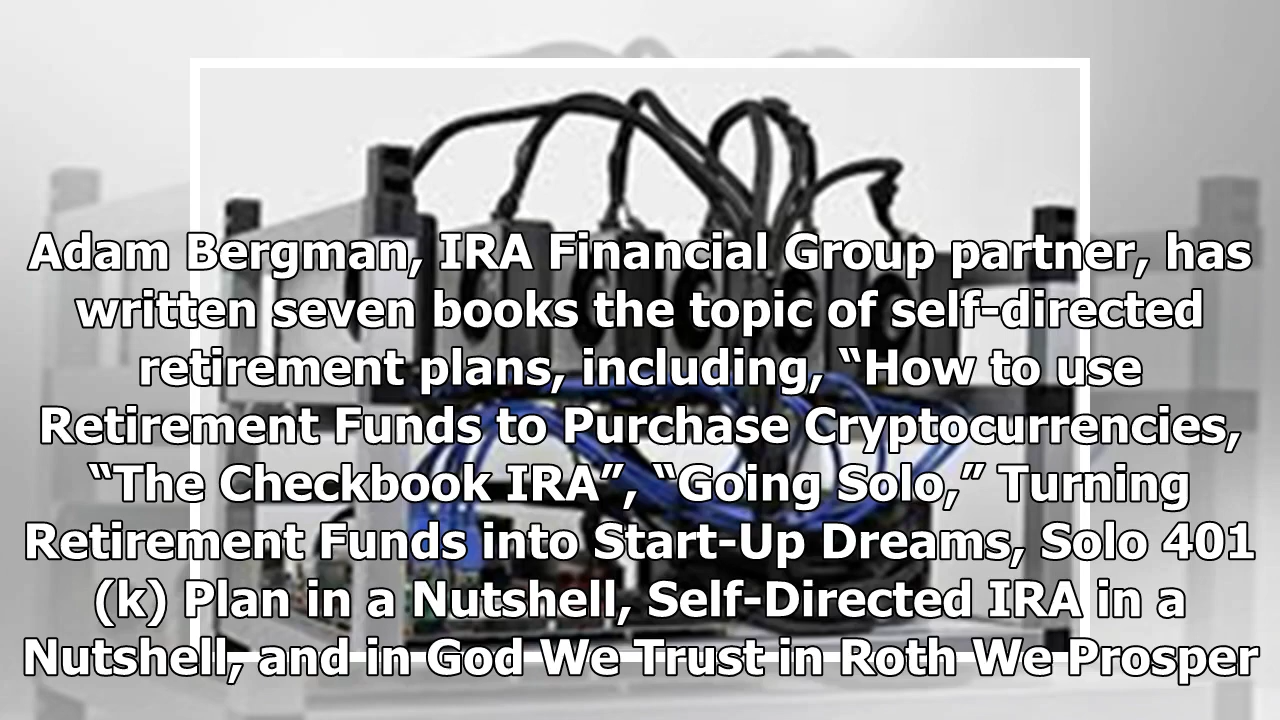 Adam Bergman, IRA Financial Group partner, has
written seven books the topic of self-directed
retirement plans, including, “How to use
Retirement Funds to Purchase Cryptocurrencies,
“The Checkbook IRA”, “Going Solo,” Turning
Retirement Funds into Start-Up Dreams, Solo 401
(k) Plan in a Nutshell, Self-Directed IRA in a
Nutshell, and in God We Trust in Roth We Prosper